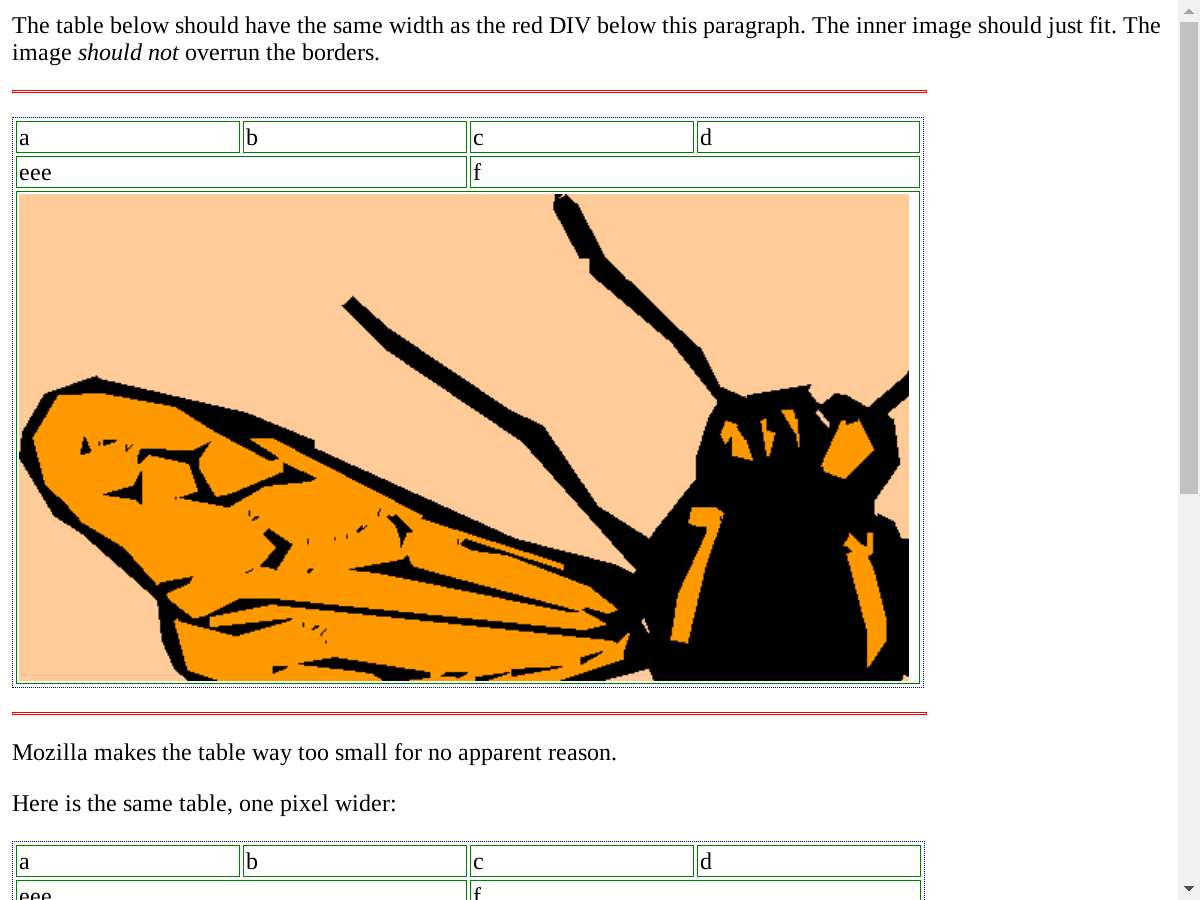 The table below should have the same width as the red DIV below this paragraph. The inner image should just fit. The
image should not overrun the borders.
a b c d
eee f
Mozilla makes the table way too small for no apparent reason.
Here is the same table, one pixel wider:
a b c d
eee f